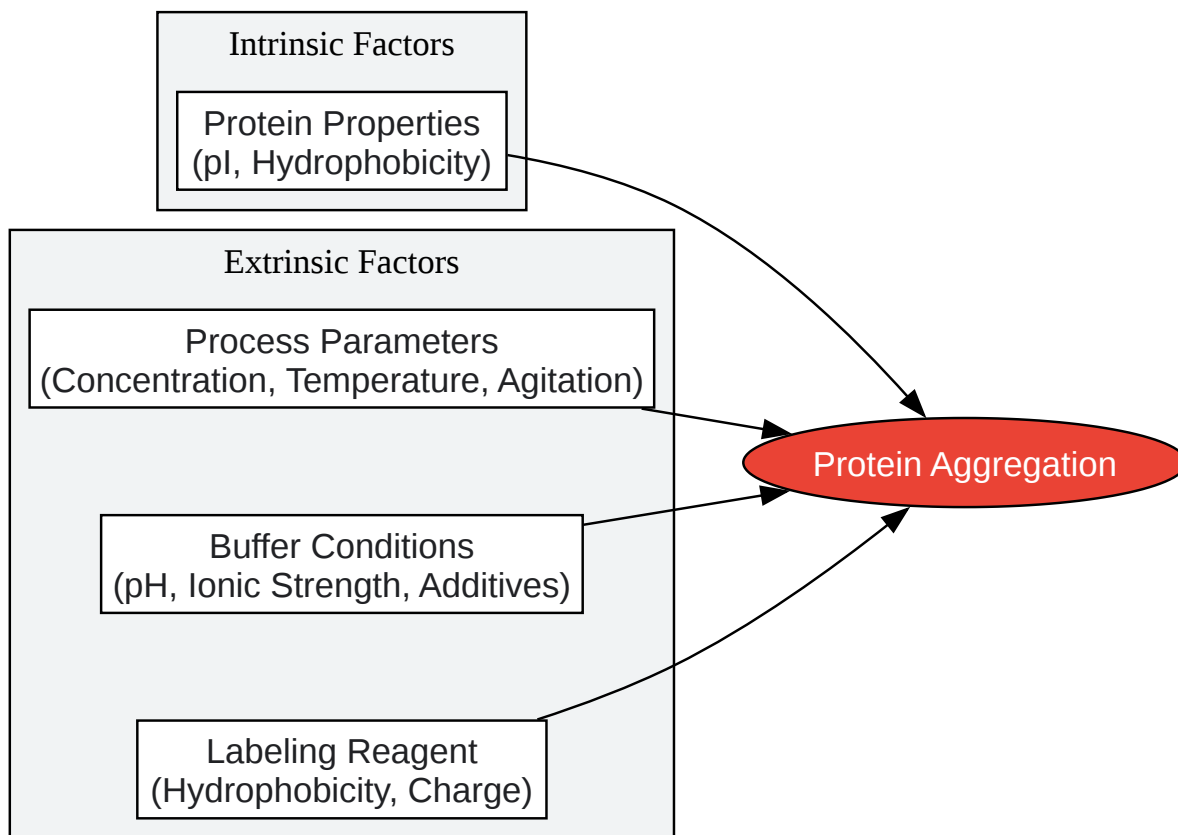 Intrinsic Factors
Protein Properties
(pI, Hydrophobicity)
Extrinsic Factors
Process Parameters
(Concentration, Temperature, Agitation)
Protein Aggregation
Buffer Conditions
(pH, Ionic Strength, Additives)
Labeling Reagent
(Hydrophobicity, Charge)